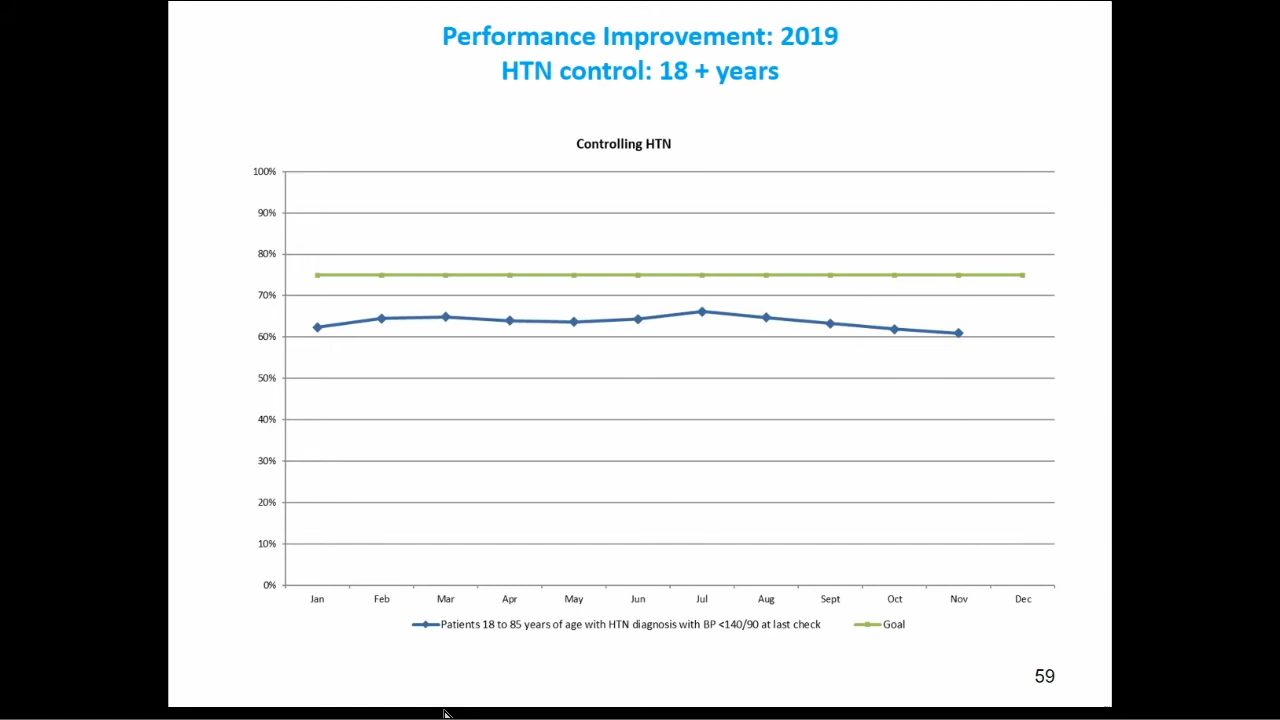 Performance Improvement: 2019
HTN control: 18 + years
Controlling HTN
100%
90%
80%
70%
60%
50%
40%
30%
20%
10%
0%
Jan Feb Mar Apr May Jun Jul Aug Sept Oct Nov Dec
Patients 18 to 85 years of age with HTN diagnosis with BP <140/90 at last check Goal
59